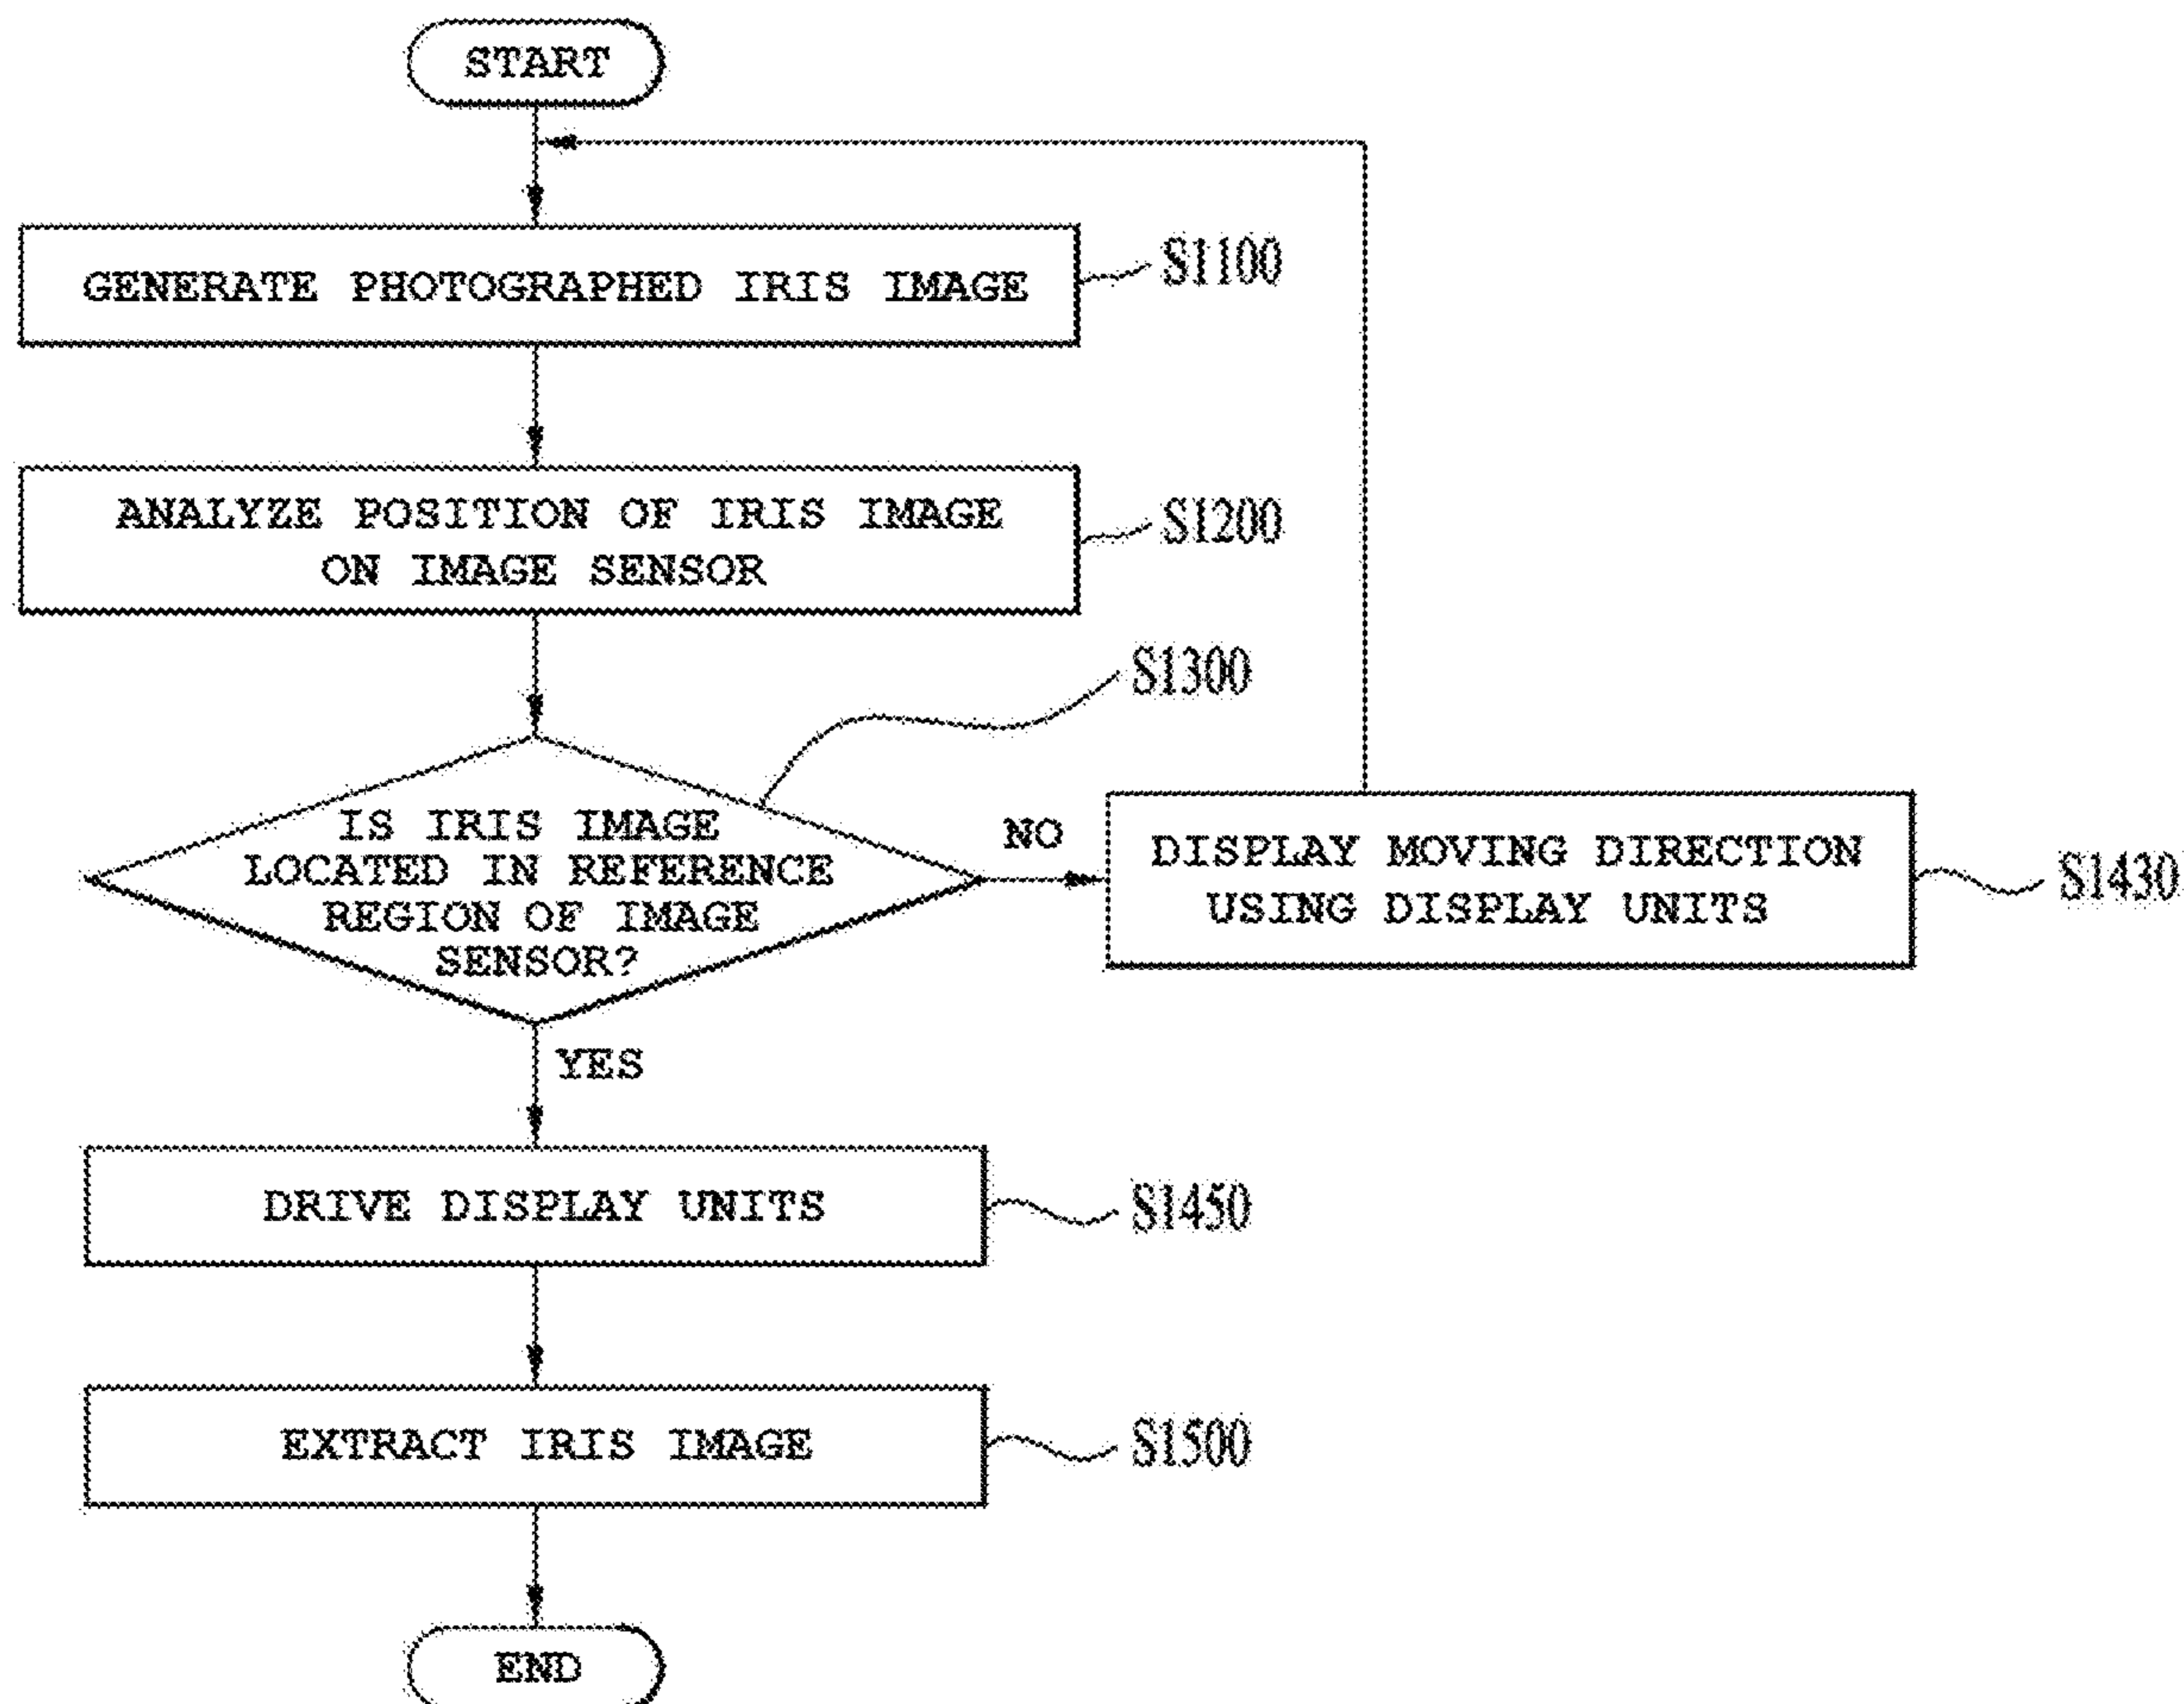 START
GENERATE PHOTOGRAPHED IRIS IMAGE
S1100
ANALYZE POSITION OF IRIS IMAGE
ON IMAGE SENSOR
S1200
S1300
IS IRIS IMAGE
LOCATED IN REFERENCE
REGION OF IMAGE
SENSOR?
NO
DISPLAY MOVING DIRECTION
USING DISPLAY UNITS
S1430
YES
DRIVE DISPLAY UNITS
S1450
EXTRACT IRIS IMAGE
S1500
END